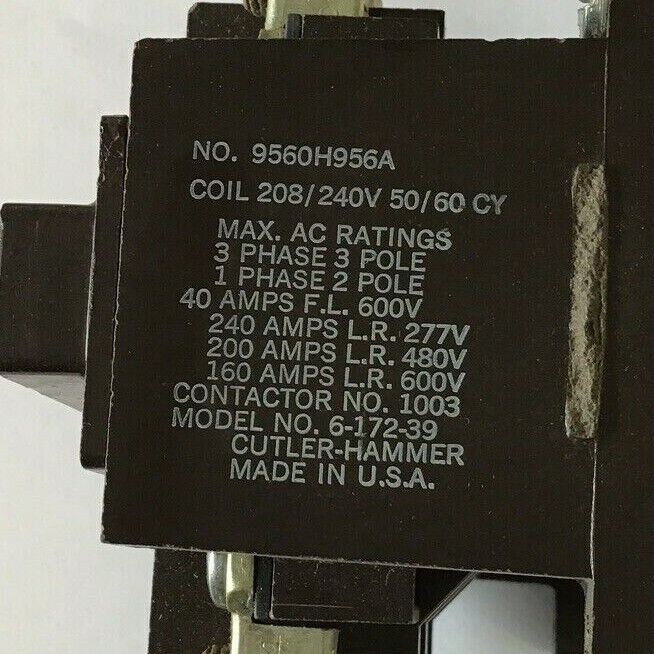 NO. 9560H956A
COIL 208/240V 50/60 CY
MAX. AC RATINGS
3 PHASE 3 POLE
1 PHASE 2 POLE
40 AMPS F.L. 600V
240 AMPS L.R. 277V
200 AMPS L.R. 480V
160 AMPS L.R. 600V
CONTACTOR NO. 1003
MODEL NO. 6-172-39
CUTLER-HAMMER
MADE IN U.S.A.